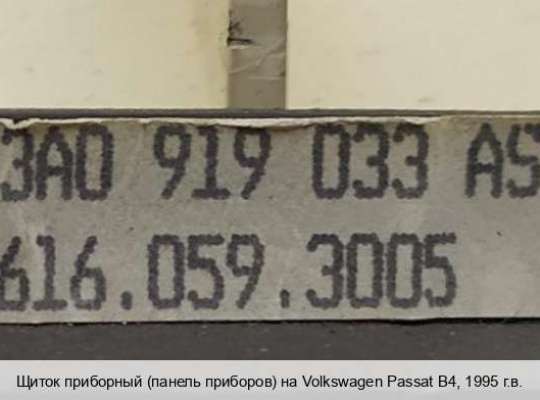 3A0 919 033 AS
616.059.3005
Щиток приборный (панель приборов) на Volkswagen Passat B4, 1995 г.в.